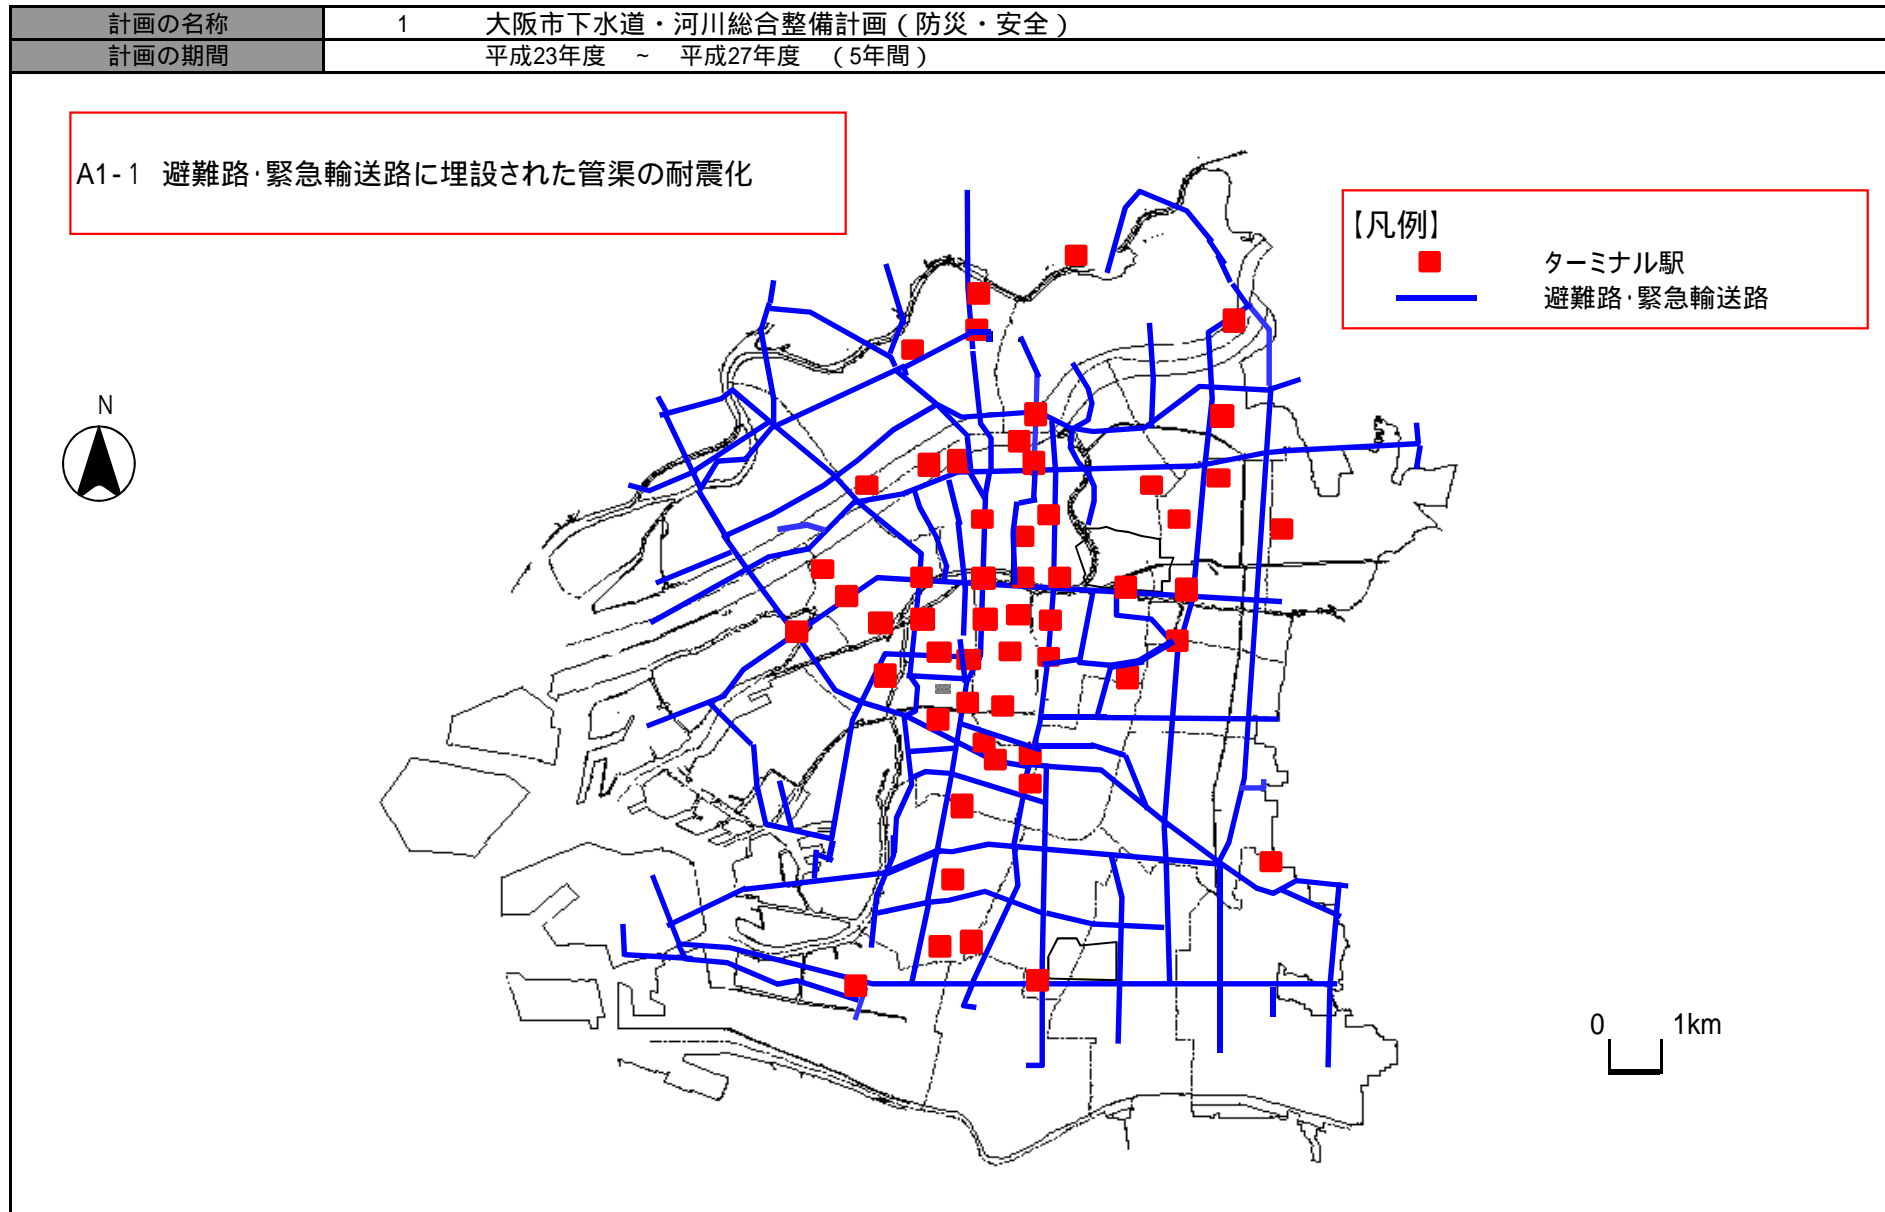 計画の名称 1 大阪市下水道・河川総合整備計画（防災・安全）
計画の期間 平成23年度 ~ 平成27年度 （5年間）
A1-1 避難路･緊急輸送路に埋設された管渠の耐震化
【凡例】
ターミナル駅
避難路･緊急輸送路
N
0 1km